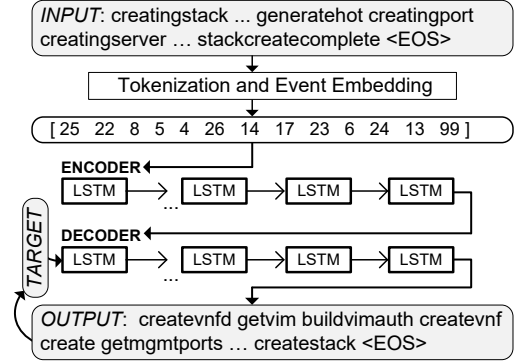 INPUT: creatingstack ... generatehot creatingport
creatingserver … stackcreatecomplete <EOS>
Tokenization and Event Embedding
[ 25 22 8 5 4 26 14 17 23 6 24 13 99 ]
ENCODER
LSTM ... LSTM LSTM LSTM
DECODER
TARGET
LSTM ... LSTM LSTM LSTM
OUTPUT: createvnfd getvim buildvimauth createvnf
create getmgmtports … createstack <EOS>